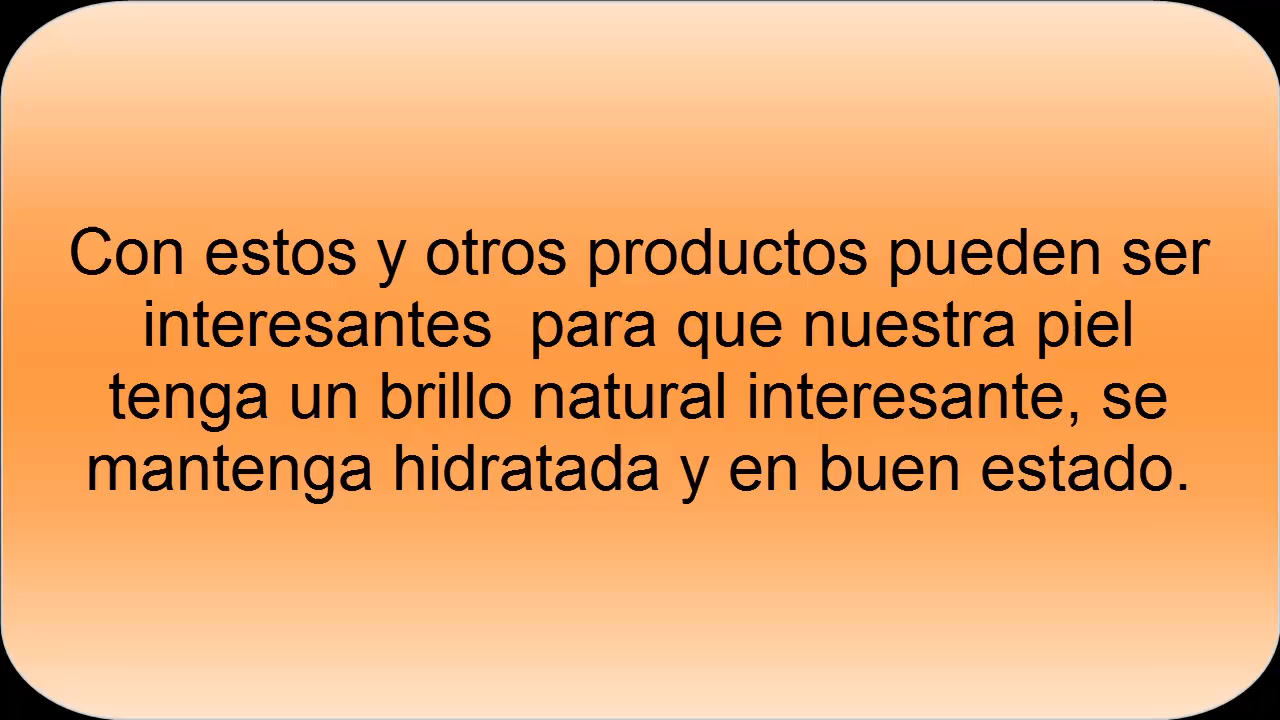 Con estos y otros productos pueden ser
interesantes  para que nuestra piel
tenga un brillo natural interesante, se
mantenga hidratada y en buen estado.